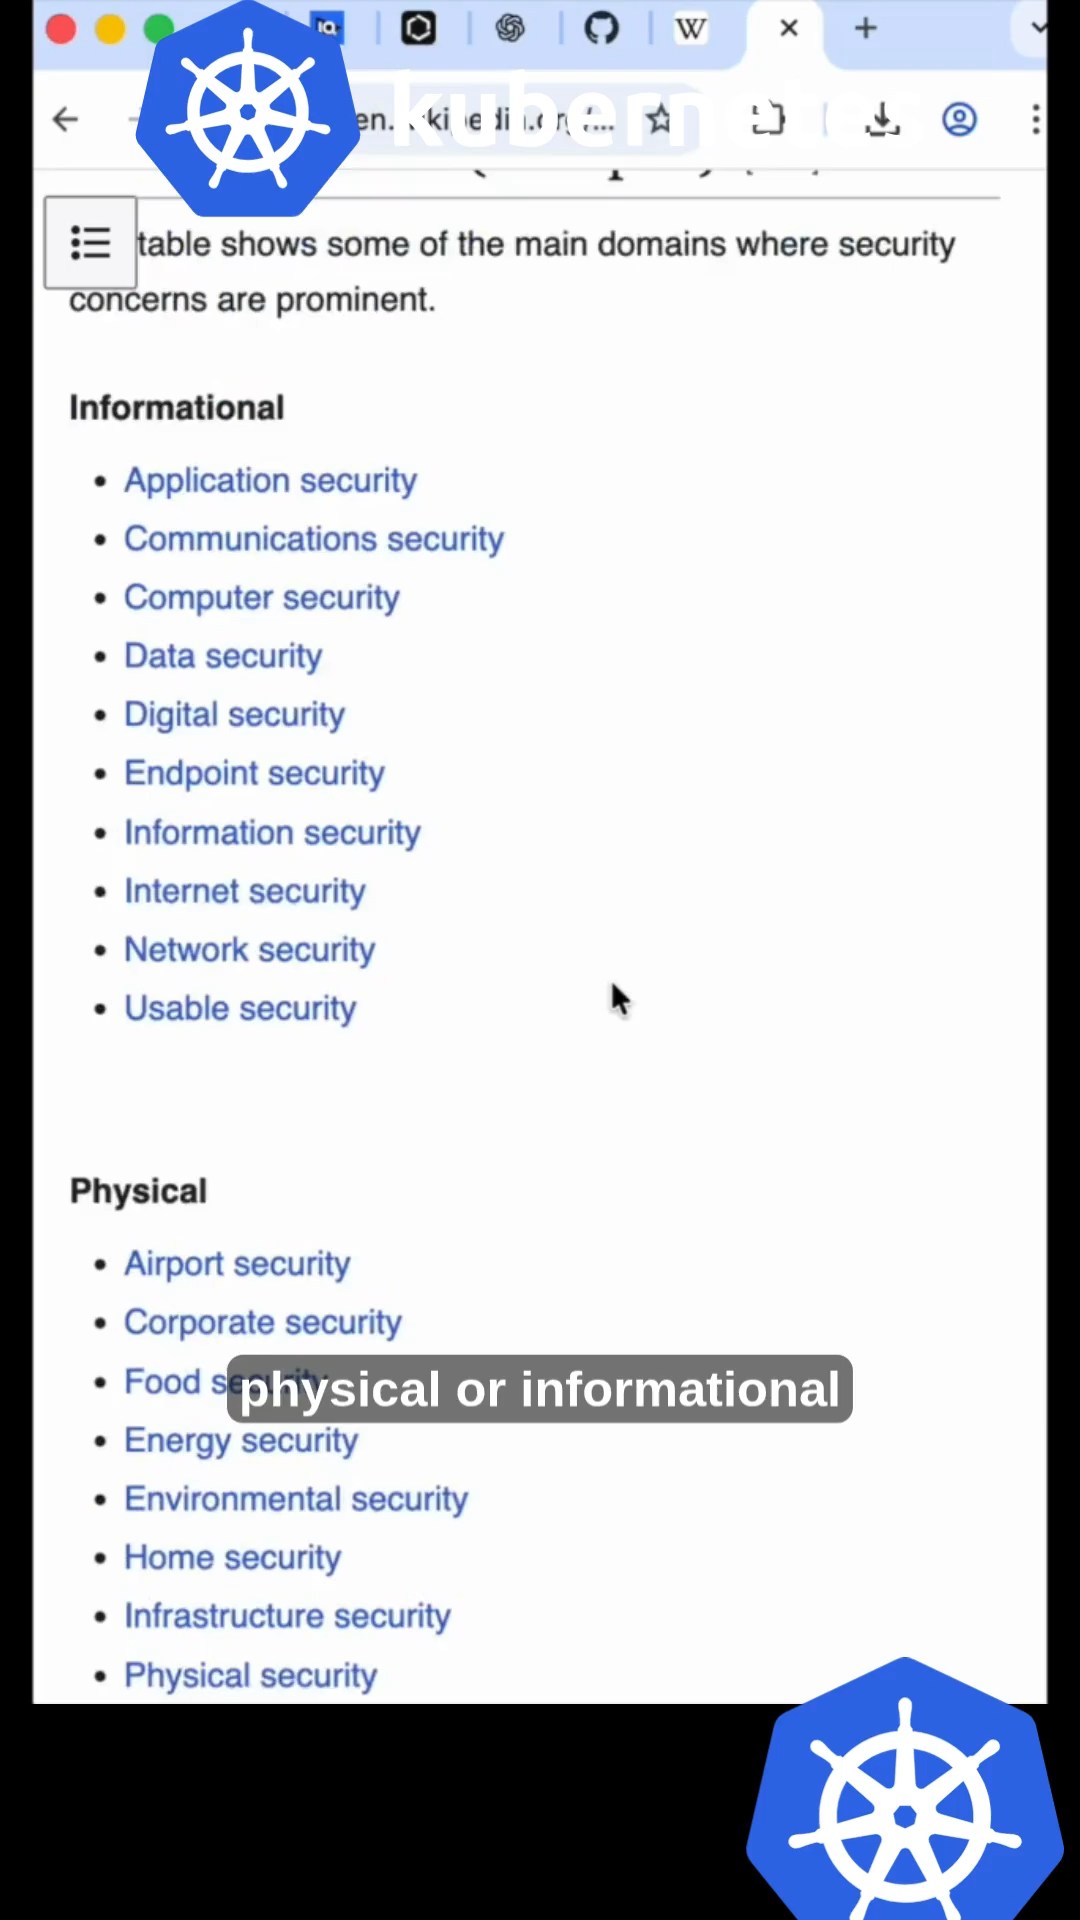 kubernetes
table shows some of the main domains where security
concerns are prominent.
Informational
Application security
Communications security
Computer security
Data security
Digital security
Endpoint security
Information security
Internet security
Network security
Usable security
Physical
Airport security
Corporate security
Food security
physical or informational
Energy security
Environmental security
Home security
Infrastructure security
Physical security